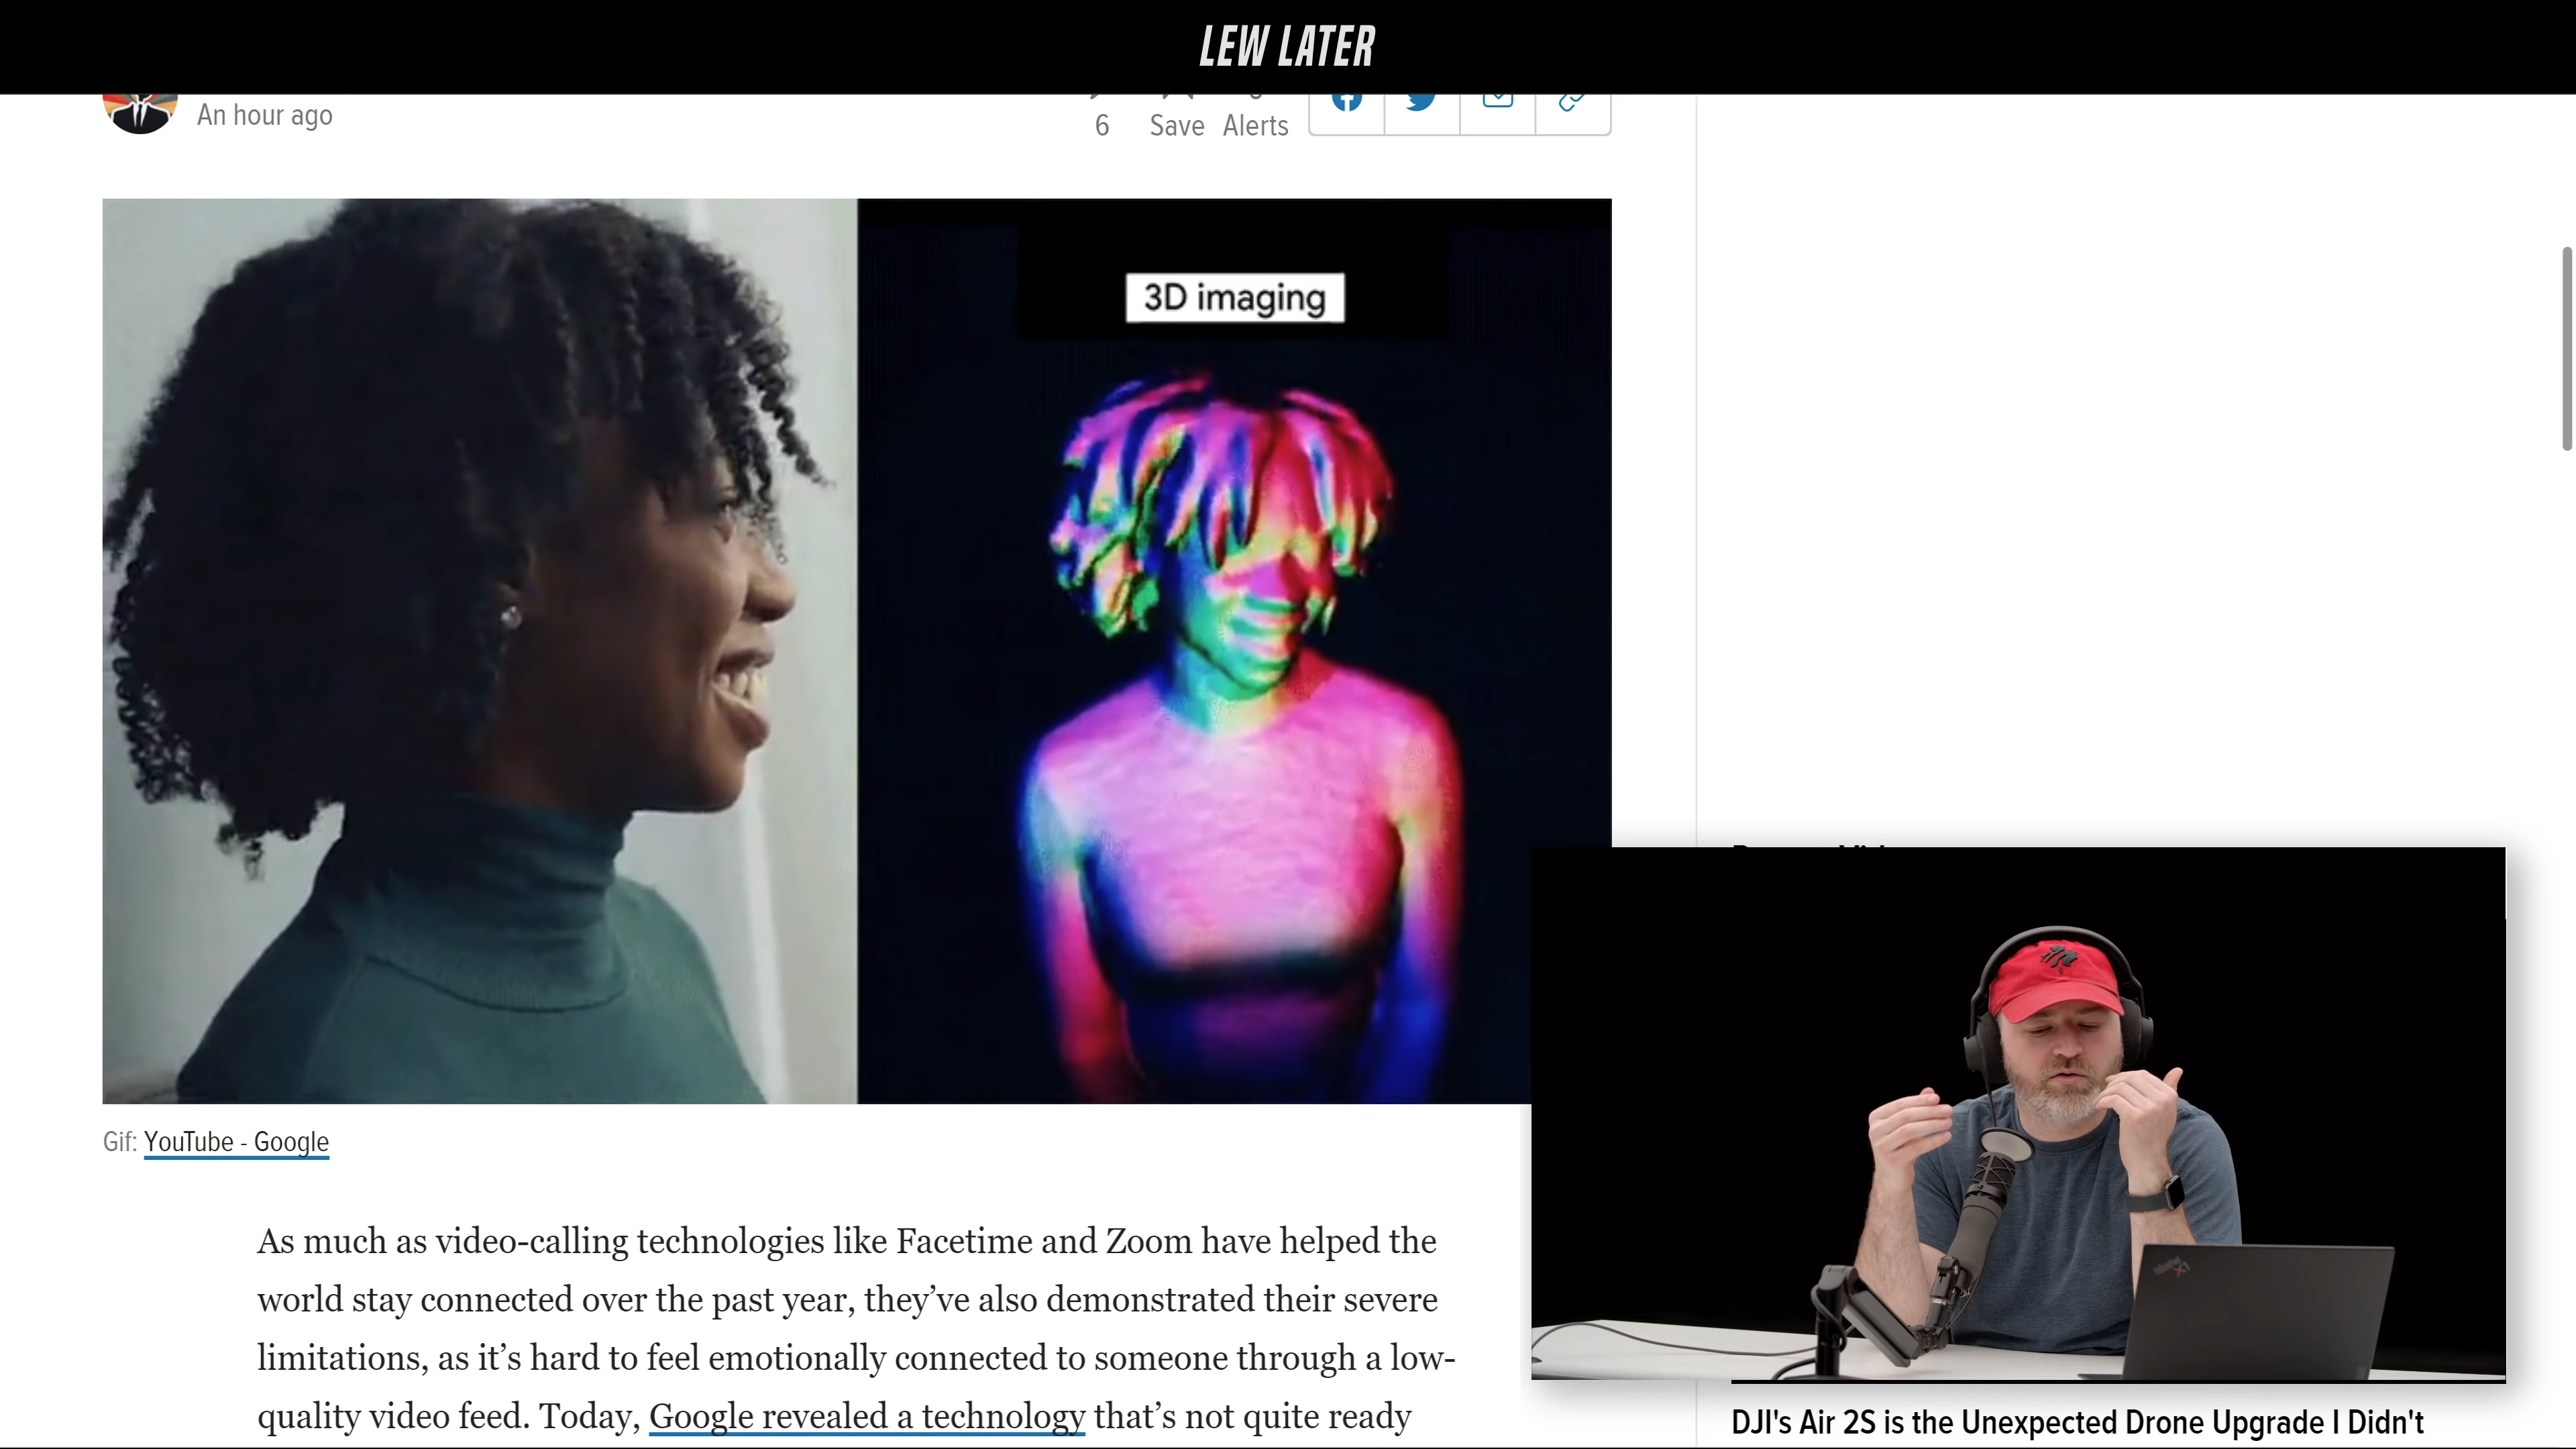 LEW LATER
An hour ago
6
Save
Alerts
3D imaging
Gif: YouTube - Google
As much as video-calling technologies like Facetime and Zoom have helped the
world stay connected over the past year, they’ve also demonstrated their severe
limitations, as it’s hard to feel emotionally connected to someone through a low-
quality video feed. Today, Google revealed a technology that’s not quite ready
DJI's Air 2S is the Unexpected Drone Upgrade I Didn't